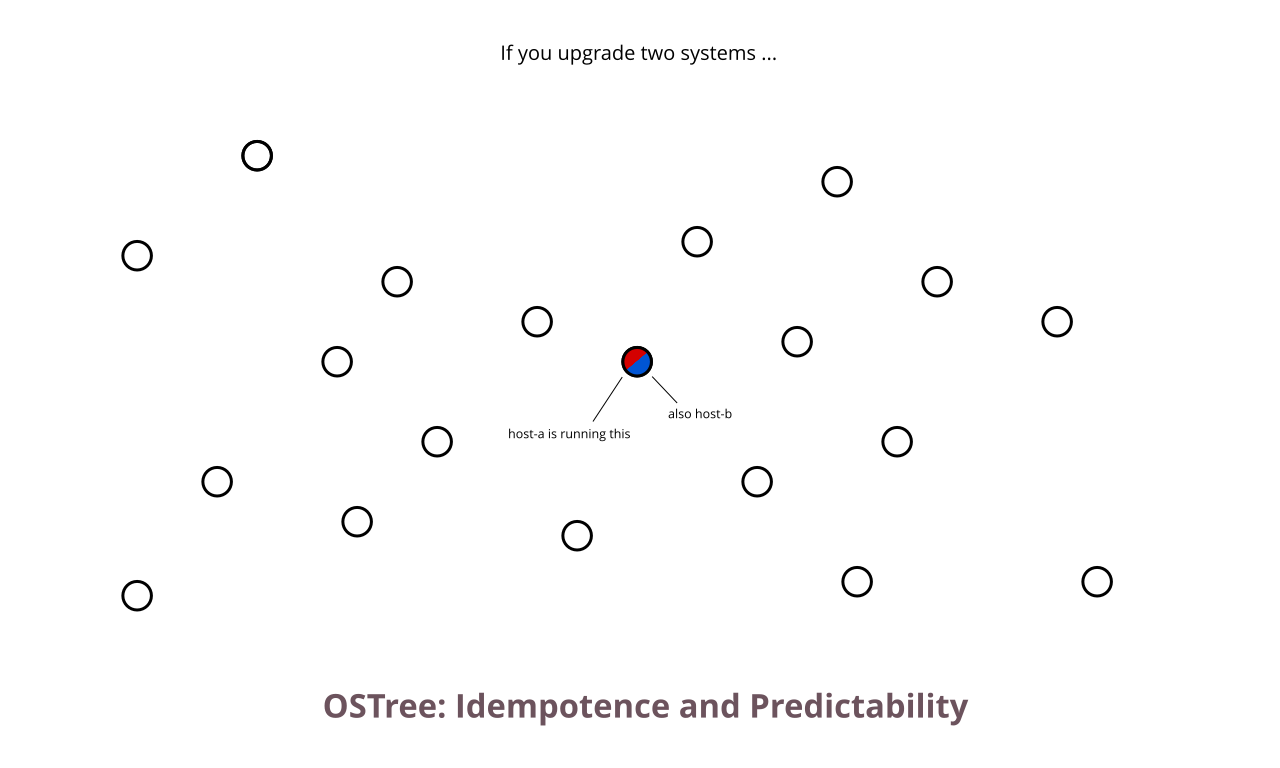 If you upgrade two systems ...
also host-b
host-a is running this
OSTree: Idempotence and Predictability